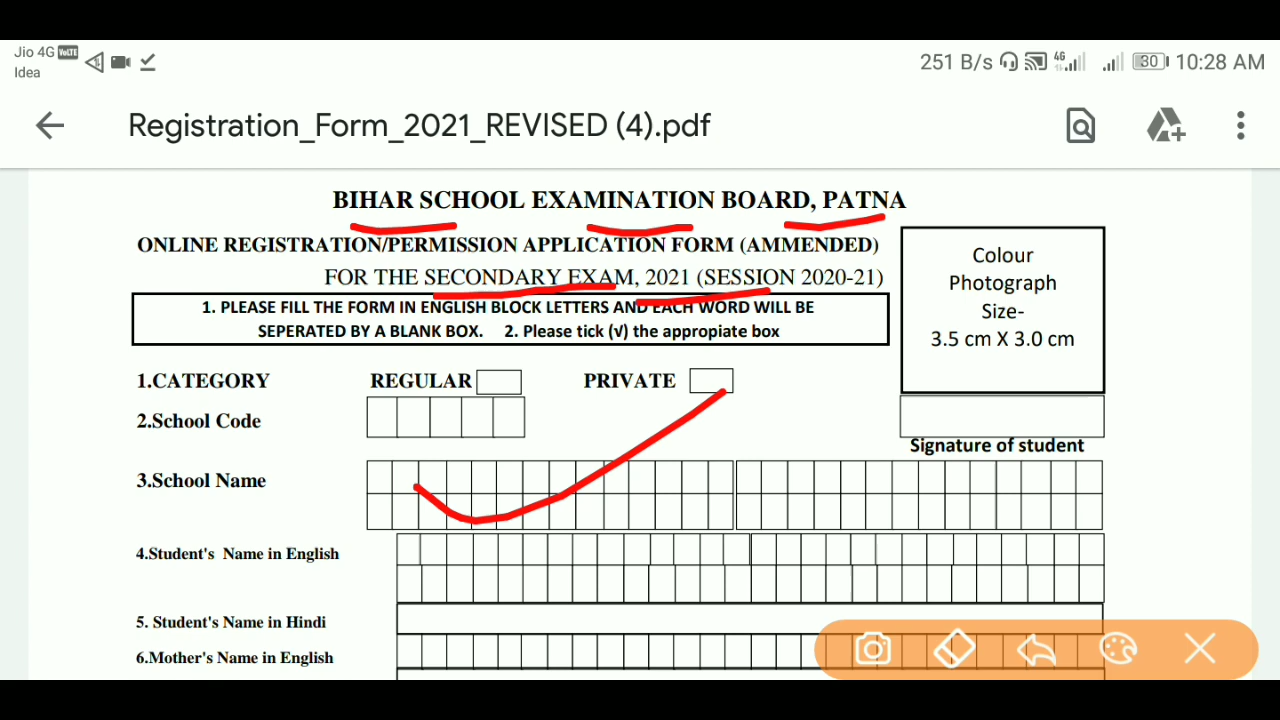 Jio 4G VoLTE
Idea
251 B/s 4G 30 10:28 AM
Registration_Form_2021_REVISED (4).pdf
BIHAR SCHOOL EXAMINATION BOARD, PATNA
ONLINE REGISTRATION/PERMISSION APPLICATION FORM (AMMENDED)
FOR THE SECONDARY EXAM, 2021 (SESSION 2020-21)
1. PLEASE FILL THE FORM IN ENGLISH BLOCK LETTERS AND EACH WORD WILL BE
SEPERATED BY A BLANK BOX. 2. Please tick (√) the appropiate box
Colour
Photograph
Size-
3.5 cm X 3.0 cm
1.CATEGORY REGULAR PRIVATE
2.School Code
Signature of student
3.School Name
4.Student's Name in English
5. Student's Name in Hindi
6.Mother's Name in English